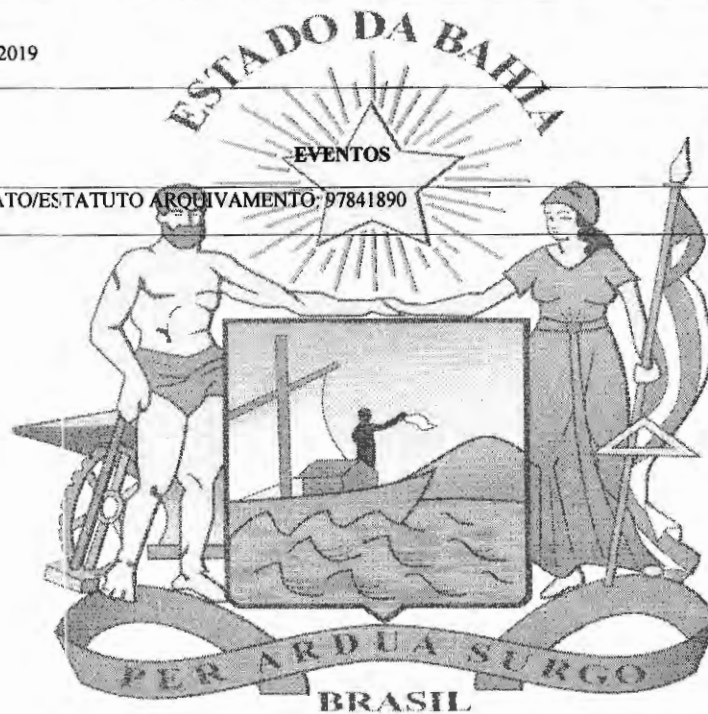 ESTADO DA BAHIA
2019
EVENTOS
ATO/ESTATUTO ARQUIVAMENTO: 97841890
PER ARDUA SURGO
BRASIL